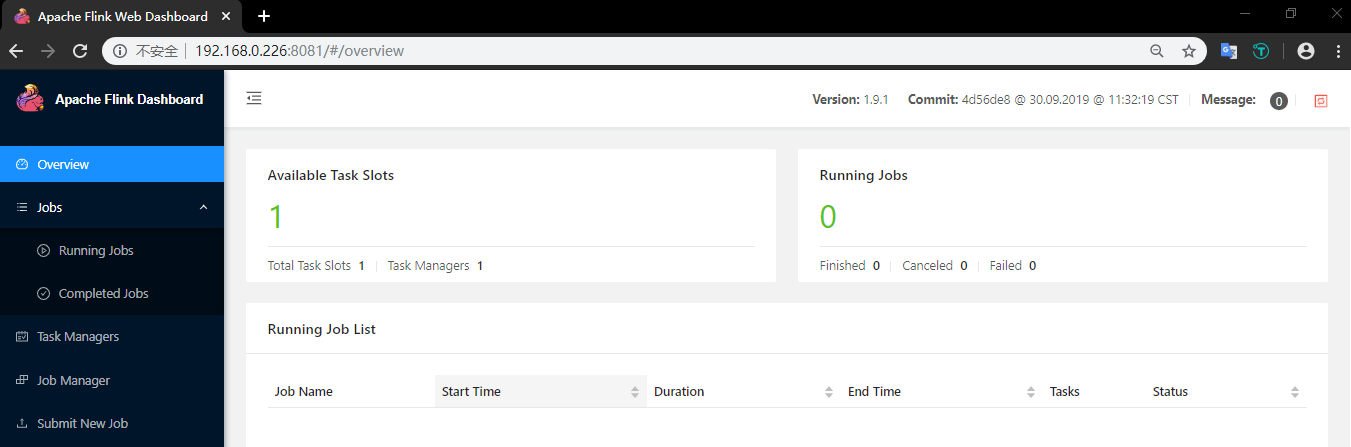 Apache Flink Web Dashboard
不安全 192.168.0.226:8081/#/overview
Apache Flink Dashboard
Version: 1.9.1 Commit: 4d56de8 @ 30.09.2019 @ 11:32:19 CST Message: 0
Overview
Jobs
Running Jobs
Completed Jobs
Task Managers
Job Manager
Submit New Job
Available Task Slots
1
Total Task Slots 1 Task Managers 1
Running Jobs
0
Finished 0 Canceled 0 Failed 0
Running Job List
Job Name Start Time Duration End Time Tasks Status